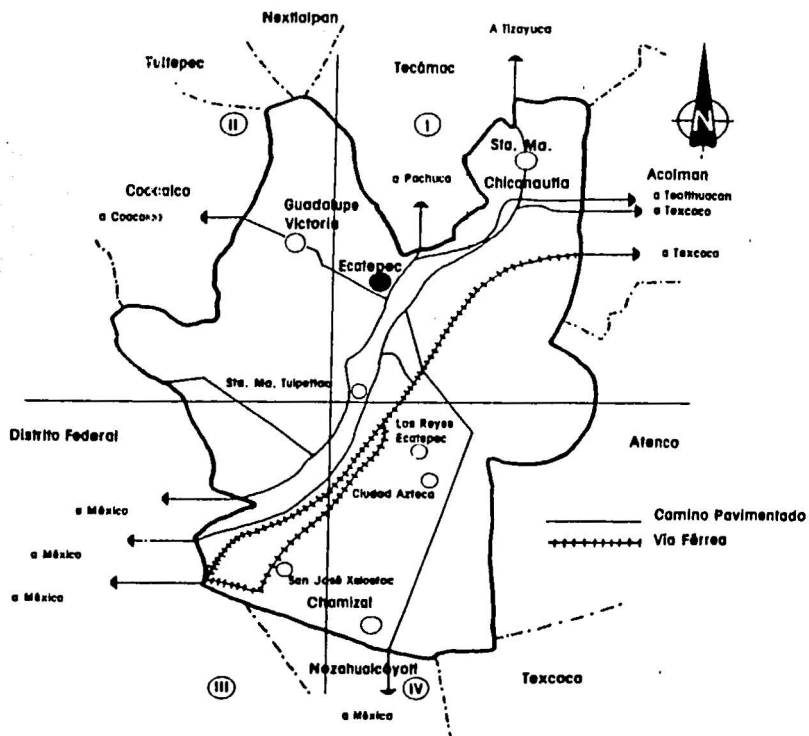 Nextlalpan
A Tizayuca
Tultepec
Tecámac
N
II
I
Sta. Ma.
Chiconautla
Acolman
a Pachuca
a Teotihuacan
a Texcoco
Guadalupe
Victoria
a Texcoco
Ecatepec
Sta. Ma. Tulpetlac
Distrito Federal
Los Reyes
Ecatepec
Atenco
Ciudad Azteca
a México
Camino Pavimentado
Vía Férrea
a México
San José Xalostoc
a México
Chamizal
Nezahualcóyotl
Texcoco
III
IV
a México